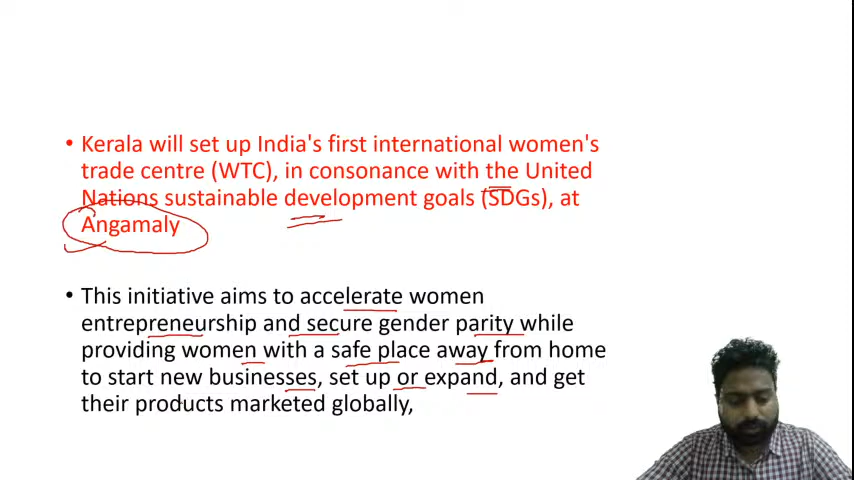 • Kerala will set up India's first international women's
trade centre (WTC), in consonance with the United
Nations sustainable development goals (SDGs), at
Angamaly
• This initiative aims to accelerate women
entrepreneurship and secure gender parity while
providing women with a safe place away from home
to start new businesses, set up or expand, and get
their products marketed globally,